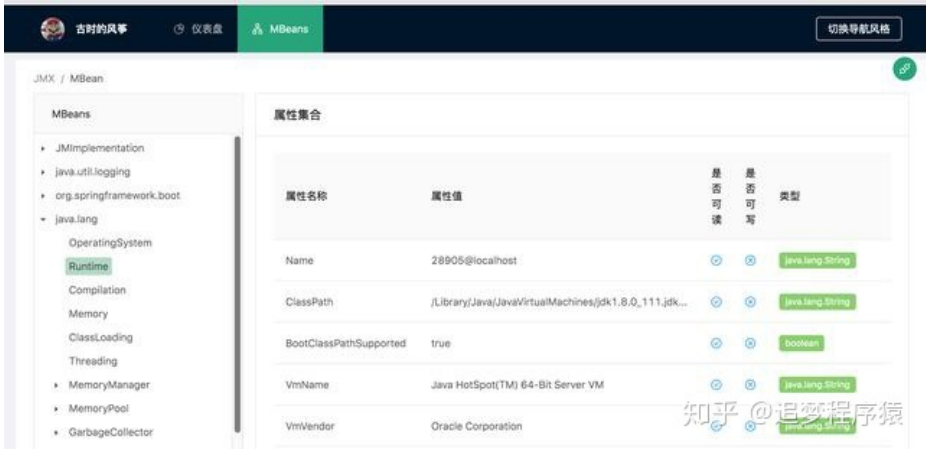 古时的风筝 仪表盘 MBeans 切换导航风格
JMX / MBean
MBeans
JMImplementation
java.util.logging
org.springframework.boot
java.lang
OperatingSystem
Runtime
Compilation
Memory
ClassLoading
Threading
MemoryManager
MemoryPool
GarbageCollector
属性集合
属性名称 属性值 是否可读 是否可写 类型
Name 28905@localhost java.lang.String
ClassPath /Library/Java/JavaVirtualMachines/jdk1.8.0_111.jdk... java.lang.String
BootClassPathSupported true boolean
VmName Java HotSpot(TM) 64-Bit Server VM java.lang.String
VmVendor Oracle Corporation java.lang.String
知乎 @追梦程序猿